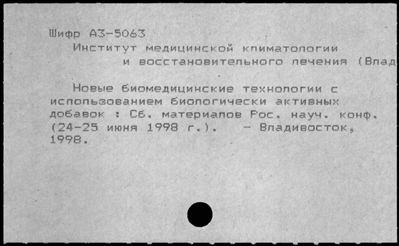 Шифр А3-5063
Институт медицинской климатологии
и восстановительного лечения (Влад
Новые биомедицинские технологии с
использованием биологически активных
добавок : Сб. материалов Рос. науч. конф.
(24-25 июня 1998 г.). - Владивосток,
1998.